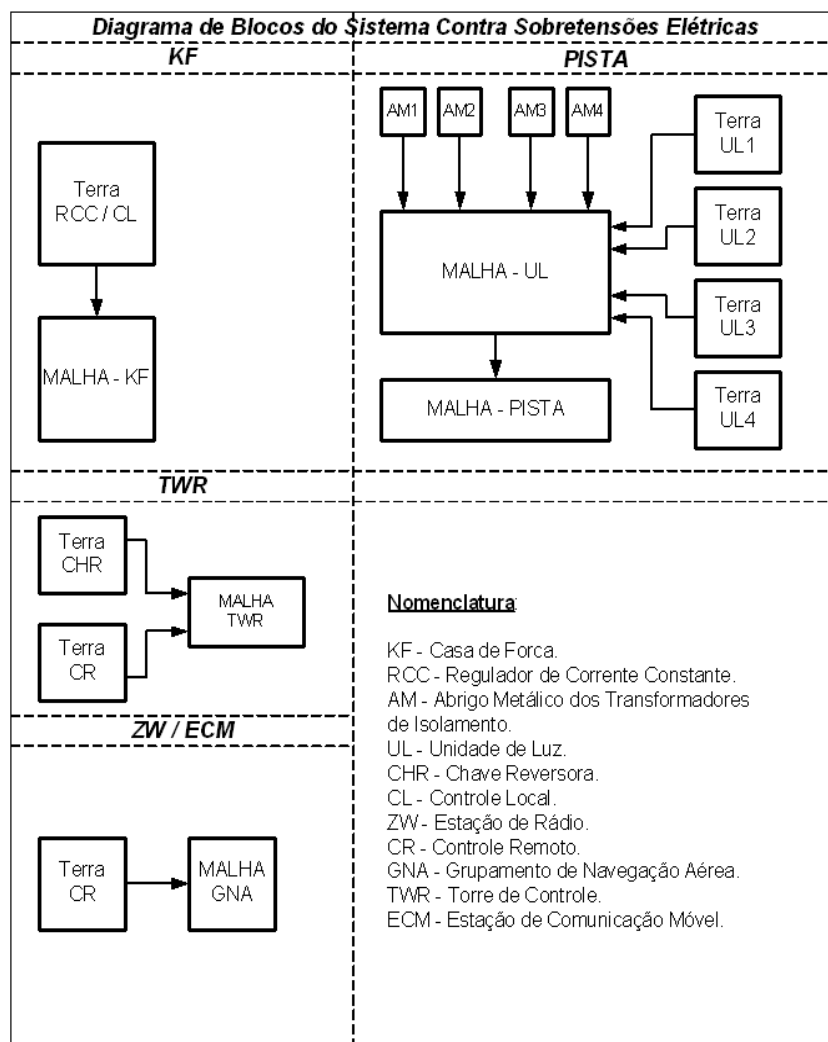 Diagrama de Blocos do Sistema Contra Sobretensões Elétricas
KF
PISTA
Terra
RCC / CL
MALHA - KF
AM1
AM2
AM3
AM4
MALHA - UL
MALHA - PISTA
Terra
UL1
Terra
UL2
Terra
UL3
Terra
UL4
TWR
Terra
CHR
Terra
CR
MALHA
TWR
ZW / ECM
Terra
CR
MALHA
GNA
Nomenclatura:
KF - Casa de Forca.
RCC - Regulador de Corrente Constante.
AM - Abrigo Metálico dos Transformadores
de Isolamento.
UL - Unidade de Luz.
CHR - Chave Reversora.
CL - Controle Local.
ZW - Estação de Rádio.
CR - Controle Remoto.
GNA - Grupamento de Navegação Aérea.
TWR - Torre de Controle.
ECM - Estação de Comunicação Móvel.